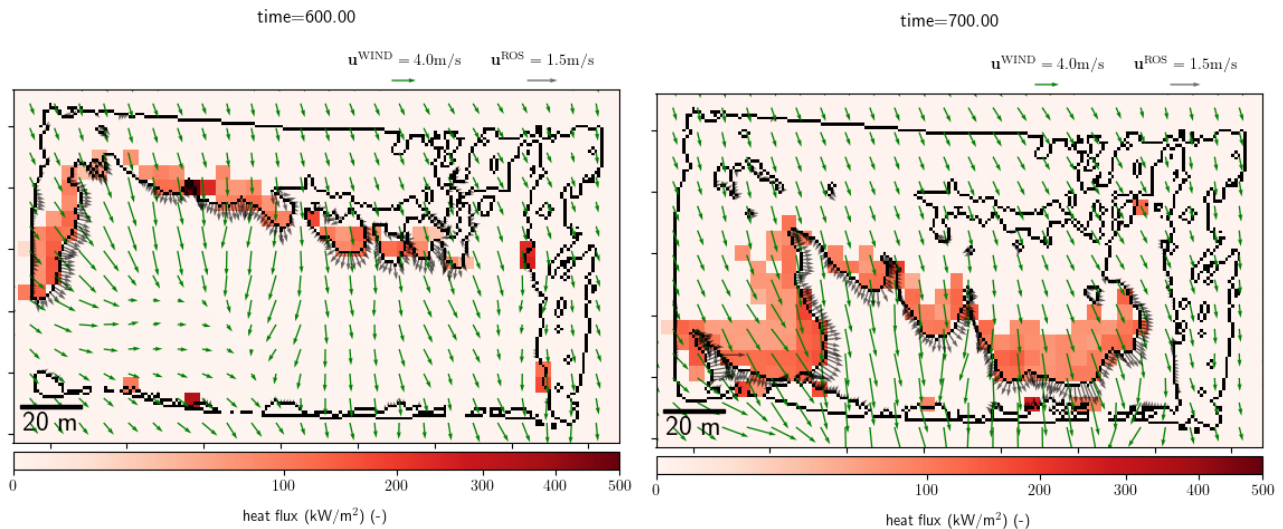 time=600.00
u^WIND = 4.0m/s u^ROS = 1.5m/s
20 m
0 100 200 300 400 500
heat flux (kW/m²) (-)
time=700.00
u^WIND = 4.0m/s u^ROS = 1.5m/s
20 m
0 100 200 300 400 500
heat flux (kW/m²) (-)